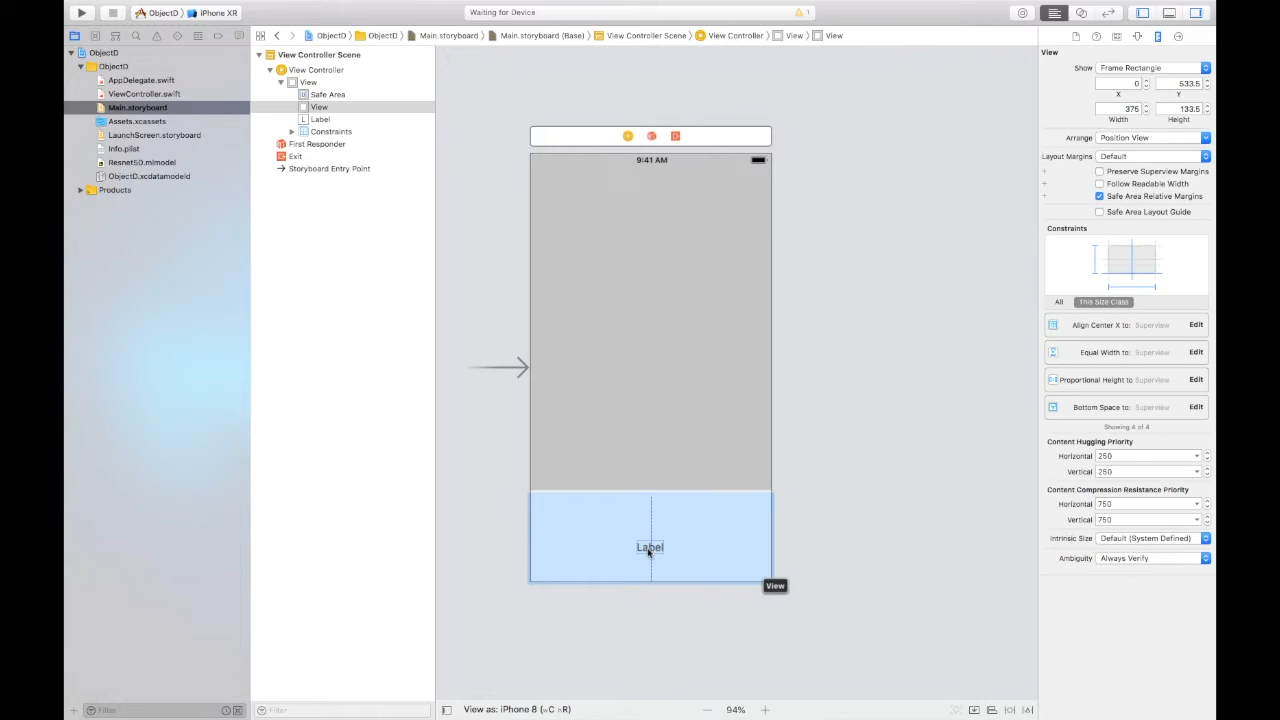 ObjectD 〉 iPhone XR
Waiting for Device
1
ObjectD 〉 ObjectD 〉 Main.storyboard 〉 Main.storyboard (Base) 〉 View Controller Scene 〉 View Controller 〉 View 〉 View
ObjectD
ObjectD
AppDelegate.swift
ViewController.swift
Main.storyboard
Assets.xcassets
LaunchScreen.storyboard
Info.plist
Resnet50.mlmodel
ObjectD.xcdatamodeld
Products
View Controller Scene
View Controller
View
Safe Area
View
L Label
Constraints
First Responder
Exit
Storyboard Entry Point
9:41 AM
Label
View
View
Show Frame Rectangle
0 533.5
X Y
375 133.5
Width Height
Arrange Position View
Layout Margins Default
Preserve Superview Margins
Follow Readable Width
Safe Area Relative Margins
Safe Area Layout Guide
Constraints
All This Size Class
Align Center X to: Superview Edit
Equal Width to: Superview Edit
Proportional Height to Superview Edit
Bottom Space to: Superview Edit
Showing 4 of 4
Content Hugging Priority
Horizontal 250
Vertical 250
Content Compression Resistance Priority
Horizontal 750
Vertical 750
Intrinsic Size Default (System Defined)
Ambiguity Always Verify
Filter
Filter
View as: iPhone 8 (wC hR)
94%